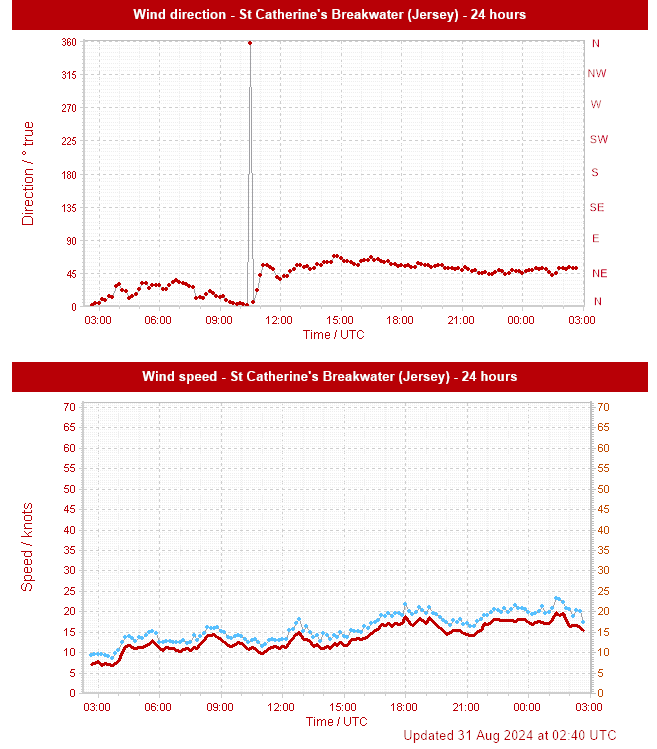 Wind direction - St Catherine's Breakwater (Jersey) - 24 hours
360 N
315 NW
270 W
225 SW
180 S
135 SE
90 E
45 NE
0 N
Direction / ° true
03:00 06:00 09:00 12:00 15:00 18:00 21:00 00:00 03:00
Time / UTC
Wind speed - St Catherine's Breakwater (Jersey) - 24 hours
70 70
65 65
60 60
55 55
50 50
45 45
40 40
35 35
30 30
25 25
20 20
15 15
10 10
5 5
0 0
Speed / knots
03:00 06:00 09:00 12:00 15:00 18:00 21:00 00:00 03:00
Time / UTC
Updated 31 Aug 2024 at 02:40 UTC